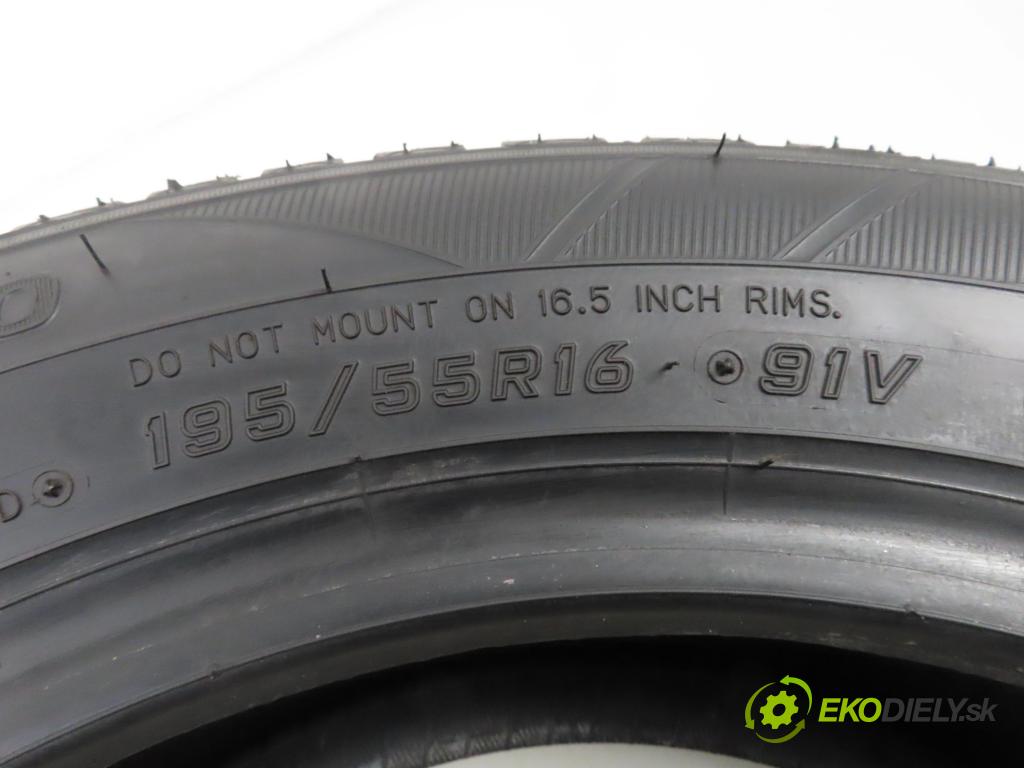 DO NOT MOUNT ON 16.5 INCH RIMS.
195/55R16 91V
D
EKODIELY.sk